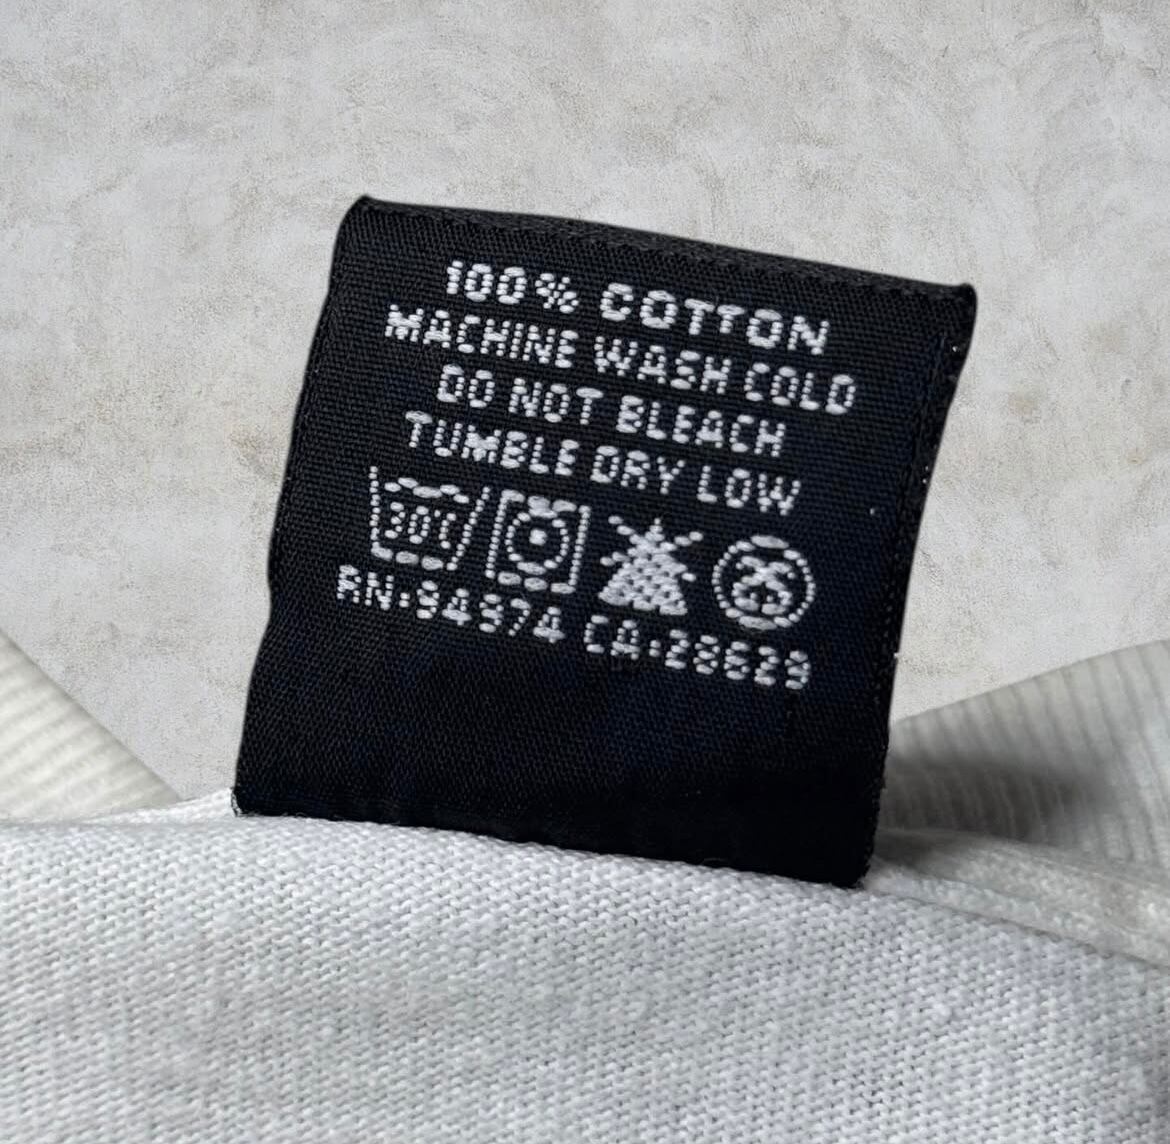 100% COTTON
MACHINE WASH COLD
DO NOT BLEACH
TUMBLE DRY LOW
30℃
RN:94974 CA:28629